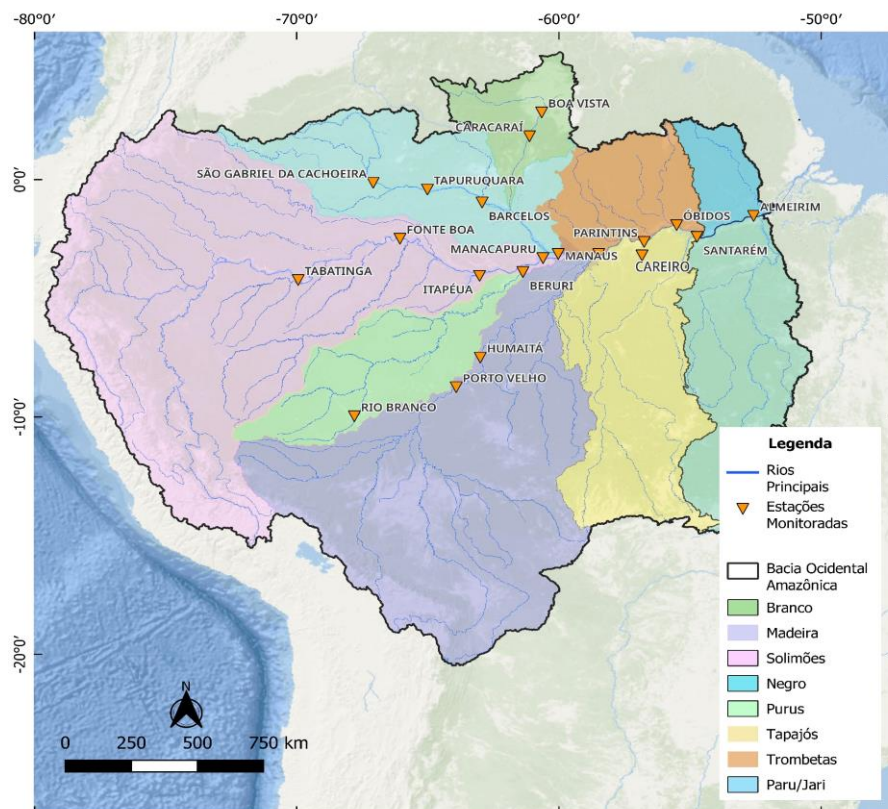 -80°0' -70°0' -60°0' -50°0'
0°0'
-10°0'
-20°0'
BOA VISTA
CARACARAÍ
SÃO GABRIEL DA CACHOEIRA
TAPURUQUARA
BARCELOS
ÓBIDOS
ALMEIRIM
PARINTINS
FONTE BOA
MANACAPURU
MANAUS
SANTARÉM
CAREIRO
TABATINGA
ITAPÉUA
BERURI
HUMAITÁ
PORTO VELHO
RIO BRANCO
N
0 250 500 750 km
Legenda
Rios
Principais
Estações
Monitoradas
Bacia Ocidental
Amazônica
Branco
Madeira
Solimões
Negro
Purus
Tapajós
Trombetas
Paru/Jari